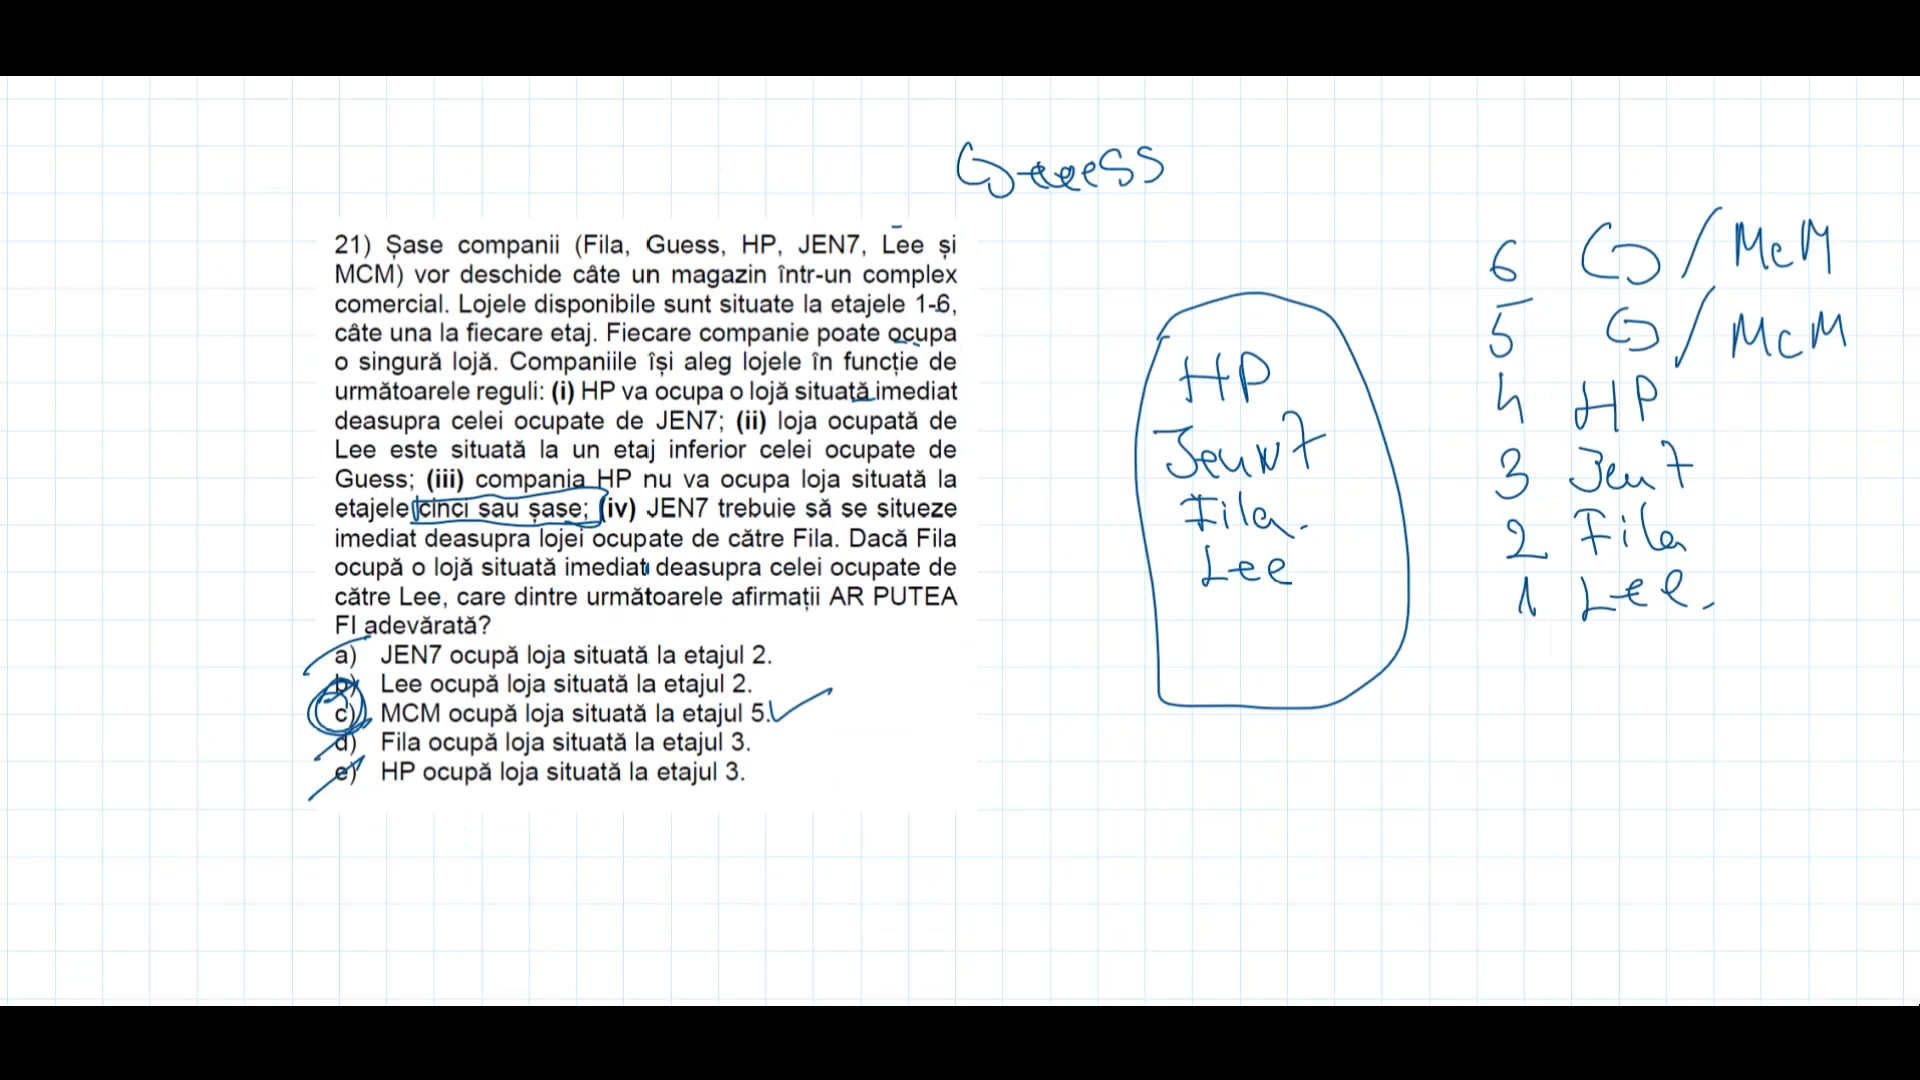 Guess
21) Șase companii (Fila, Guess, HP, JEN7, Lee și
MCM) vor deschide câte un magazin într-un complex
comercial. Lojele disponibile sunt situate la etajele 1-6,
câte una la fiecare etaj. Fiecare companie poate ocupa
o singură lojă. Companiile își aleg lojele în funcție de
următoarele reguli: (i) HP va ocupa o lojă situată imediat
deasupra celei ocupate de JEN7; (ii) loja ocupată de
Lee este situată la un etaj inferior celei ocupate de
Guess; (iii) compania HP nu va ocupa loja situată la
etajele cinci sau șase; (iv) JEN7 trebuie să se situeze
imediat deasupra lojei ocupate de către Fila. Dacă Fila
ocupă o lojă situată imediat deasupra celei ocupate de
către Lee, care dintre următoarele afirmații AR PUTEA
FI adevărată?
a) JEN7 ocupă loja situată la etajul 2.
b) Lee ocupă loja situată la etajul 2.
c) MCM ocupă loja situată la etajul 5.
d) Fila ocupă loja situată la etajul 3.
e) HP ocupă loja situată la etajul 3.
HP
Fila.
Lee
6 G / McM
5 G / McM
4 HP
3 Jen7
2 Fila
1 Lee.